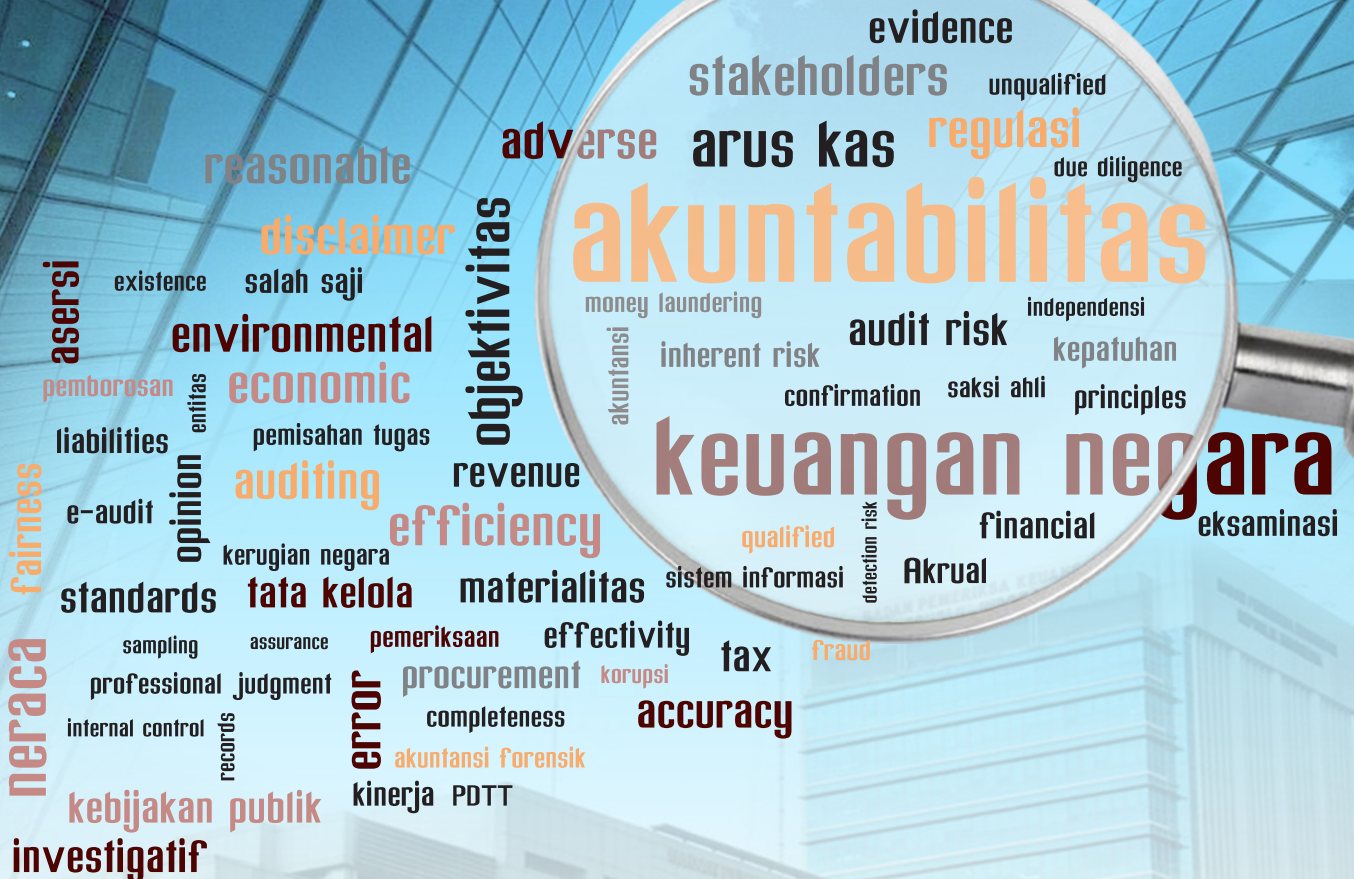 evidence
stakeholders
unqualified
adverse
arus kas
regulasi
reasonable
due diligence
akuntabilitas
disclaimer
objektivitas
asersi
existence
salah saji
money laundering
independensi
environmental
audit risk
akuntansi
inherent risk
kepatuhan
pemborosan
entitas
economic
confirmation
saksi ahli
principles
liabilities
pemisahan tugas
keuangan negara
opinion
auditing
revenue
fairness
e-audit
efficiency
qualified
detection risk
financial
eksaminasi
kerugian negara
standards
tata kelola
materialitas
sistem informasi
Akrual
sampling
assurance
pemeriksaan
effectivity
tax
fraud
neraca
professional judgment
error
procurement
korupsi
internal control
records
completeness
accuracy
akuntansi forensik
kinerja
PDTT
kebijakan publik
investigatif